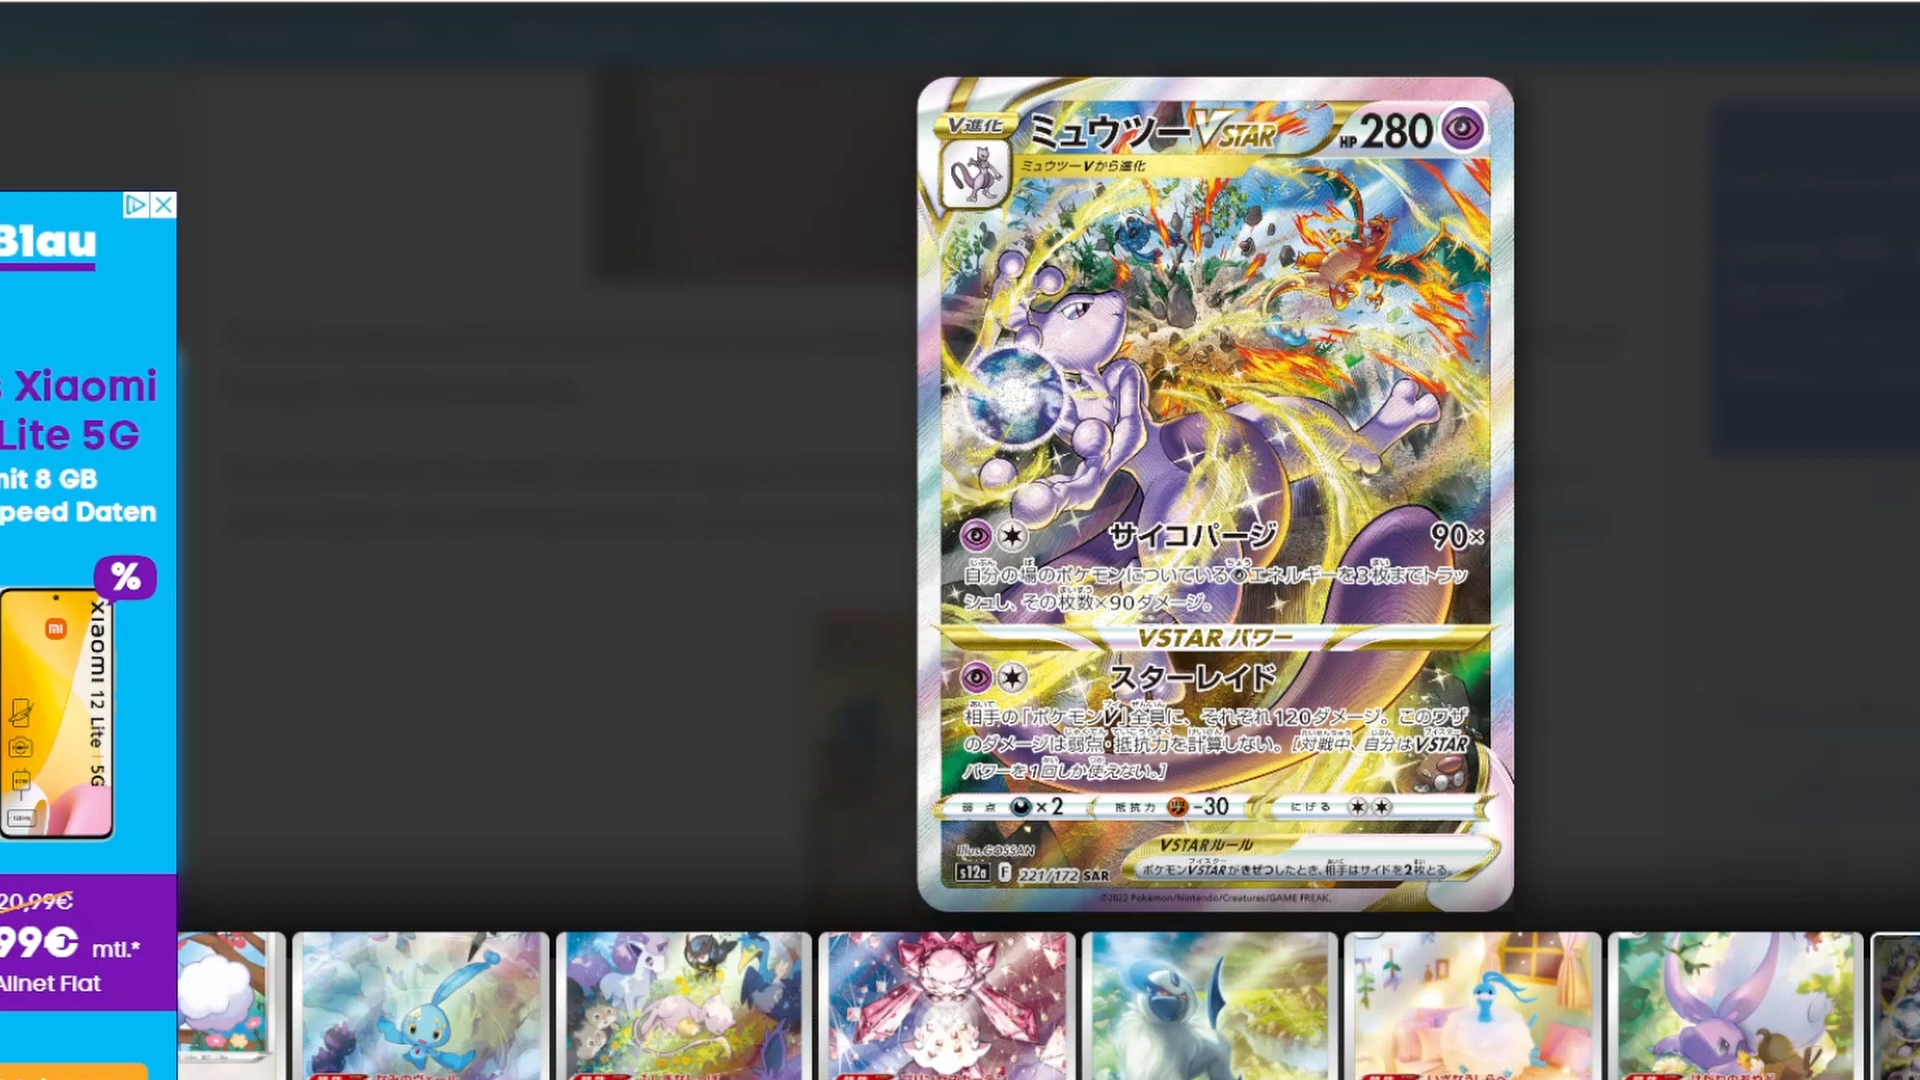 Blau
s Xiaomi
Lite 5G
mit 8 GB
peed Daten
%
mi
xiaomi 12 Lite | 5G
20,99€
99€ mtl.*
Allnet Flat
V進化
ミュウツーVSTAR
HP 280
ミュウツーVから進化
サイコパージ 90×
自分の場のポケモンについているエネルギーを3枚までトラッ
シュし、その枚数×90ダメージ。
VSTARパワー
スターレイド
相手の「ポケモンV」全員に、それぞれ120ダメージ。このワザ
のダメージは弱点・抵抗力を計算しない。[対戦中、自分はVSTAR
パワーを1回しか使えない。]
弱点 ×2 抵抗力 -30 にげる
Illus. GOSSAN
VSTARルール
s12a F 221/172 SAR
ポケモンVSTARがきぜつしたとき、相手はサイドを2枚とる。
©2022 Pokémon/Nintendo/Creatures/GAME FREAK.